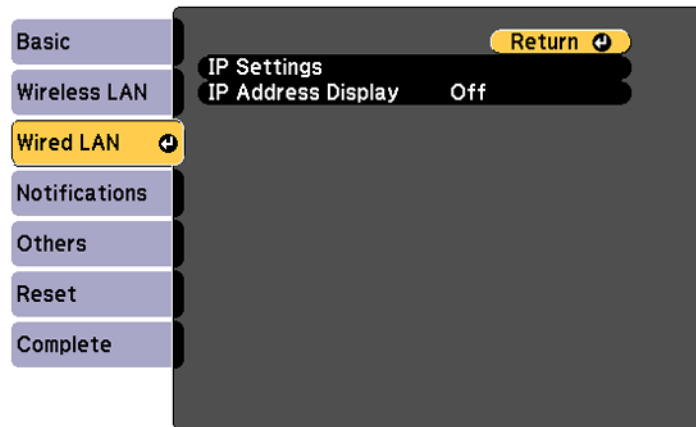 Basic
Wireless LAN
Wired LAN
Notifications
Others
Reset
Complete
Return
IP Settings
IP Address Display Off